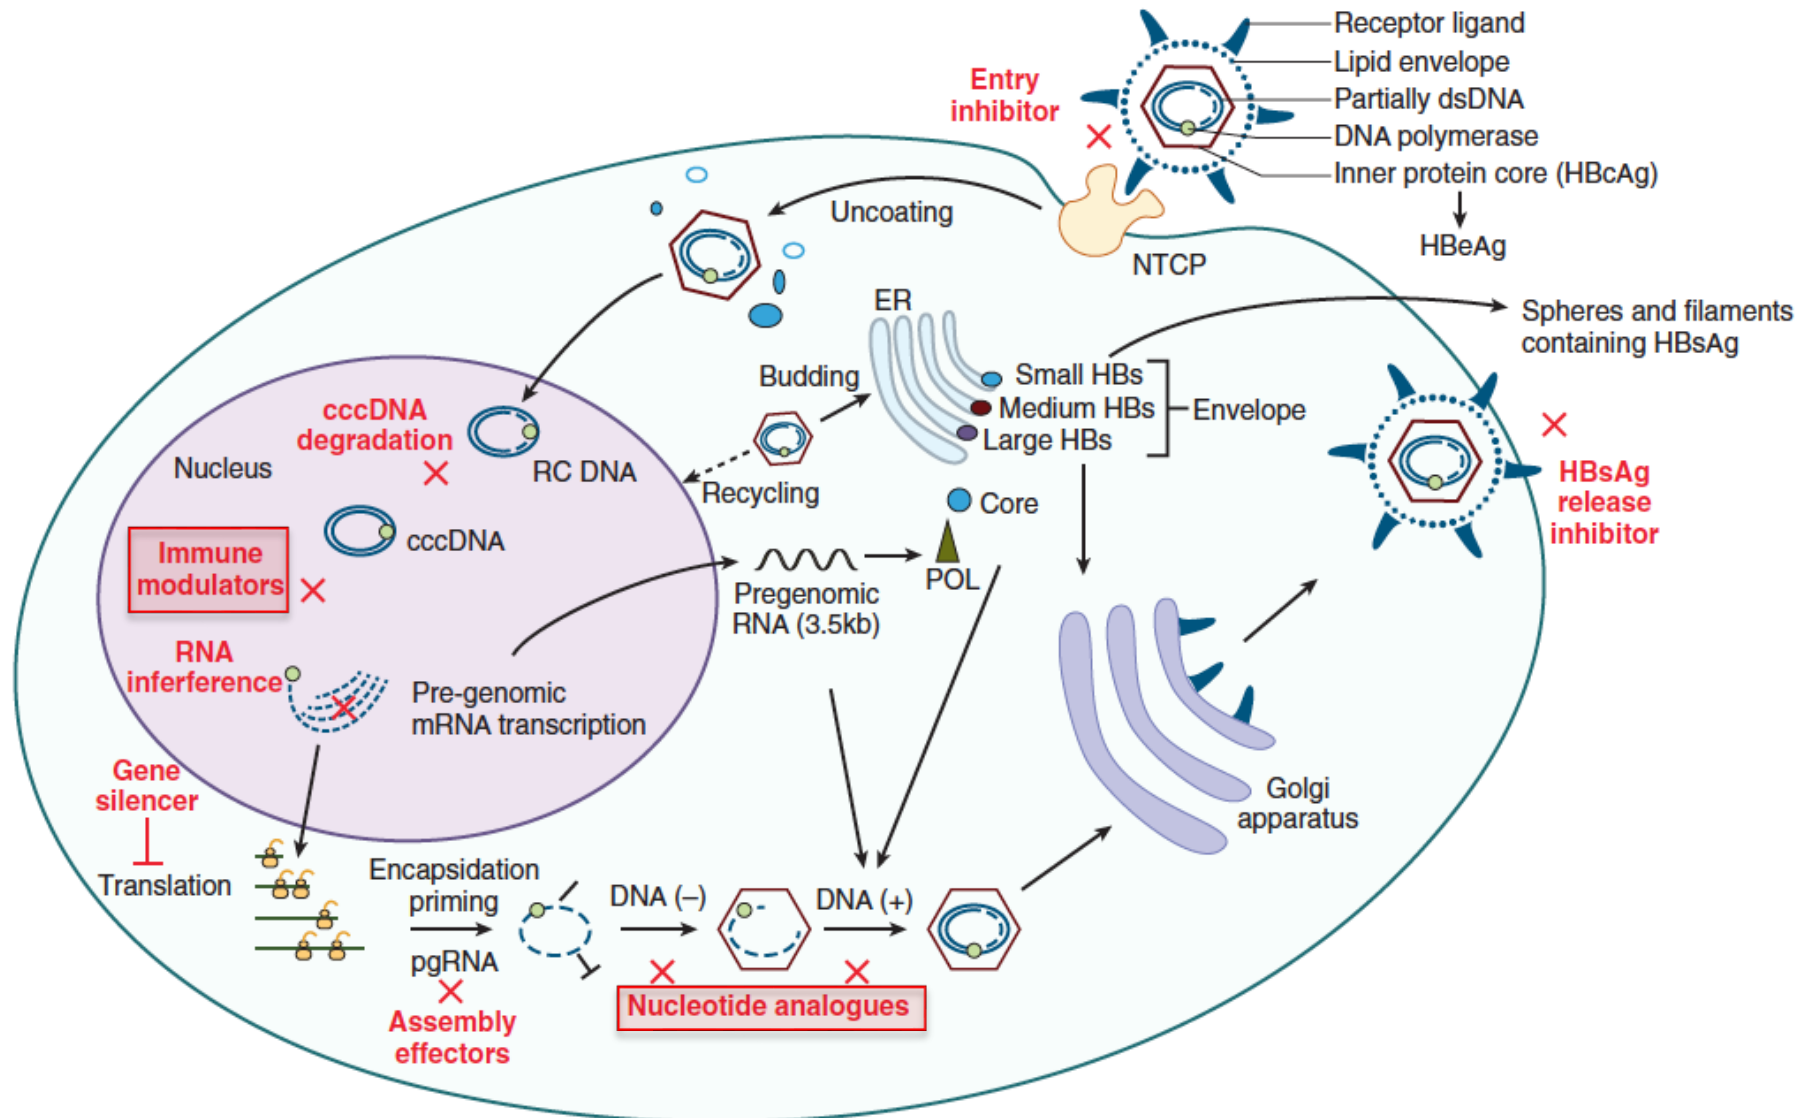 Receptor ligand
Lipid envelope
Partially dsDNA
DNA polymerase
Inner protein core (HBcAg)
HBeAg
Entry
inhibitor
Uncoating
NTCP
ER
Spheres and filaments
containing HBsAg
Budding
Small HBs
Medium HBs
Large HBs
Envelope
cccDNA
degradation
Nucleus
RC DNA
Recycling
Core
HBsAg
release
inhibitor
cccDNA
Immune
modulators
POL
Pregenomic
RNA (3.5kb)
RNA
inferference
Pre-genomic
mRNA transcription
Gene
silencer
Translation
Golgi
apparatus
Encapsidation
priming
pgRNA
DNA (–)
DNA (+)
Assembly
effectors
Nucleotide analogues